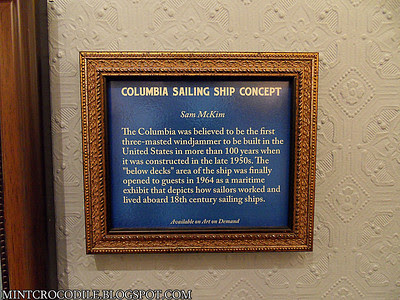 COLUMBIA SAILING SHIP CONCEPT
Sam McKim
The Columbia was believed to be the first
three-masted windjammer to be built in the
United States in more than 100 years when
it was constructed in the late 1950s. The
"below decks" area of the ship was finally
opened to guests in 1964 as a maritime
exhibit that depicts how sailors worked and
lived aboard 18th century sailing ships.
Available on Art on Demand
MINTCROCODILE.BLOGSPOT.COM